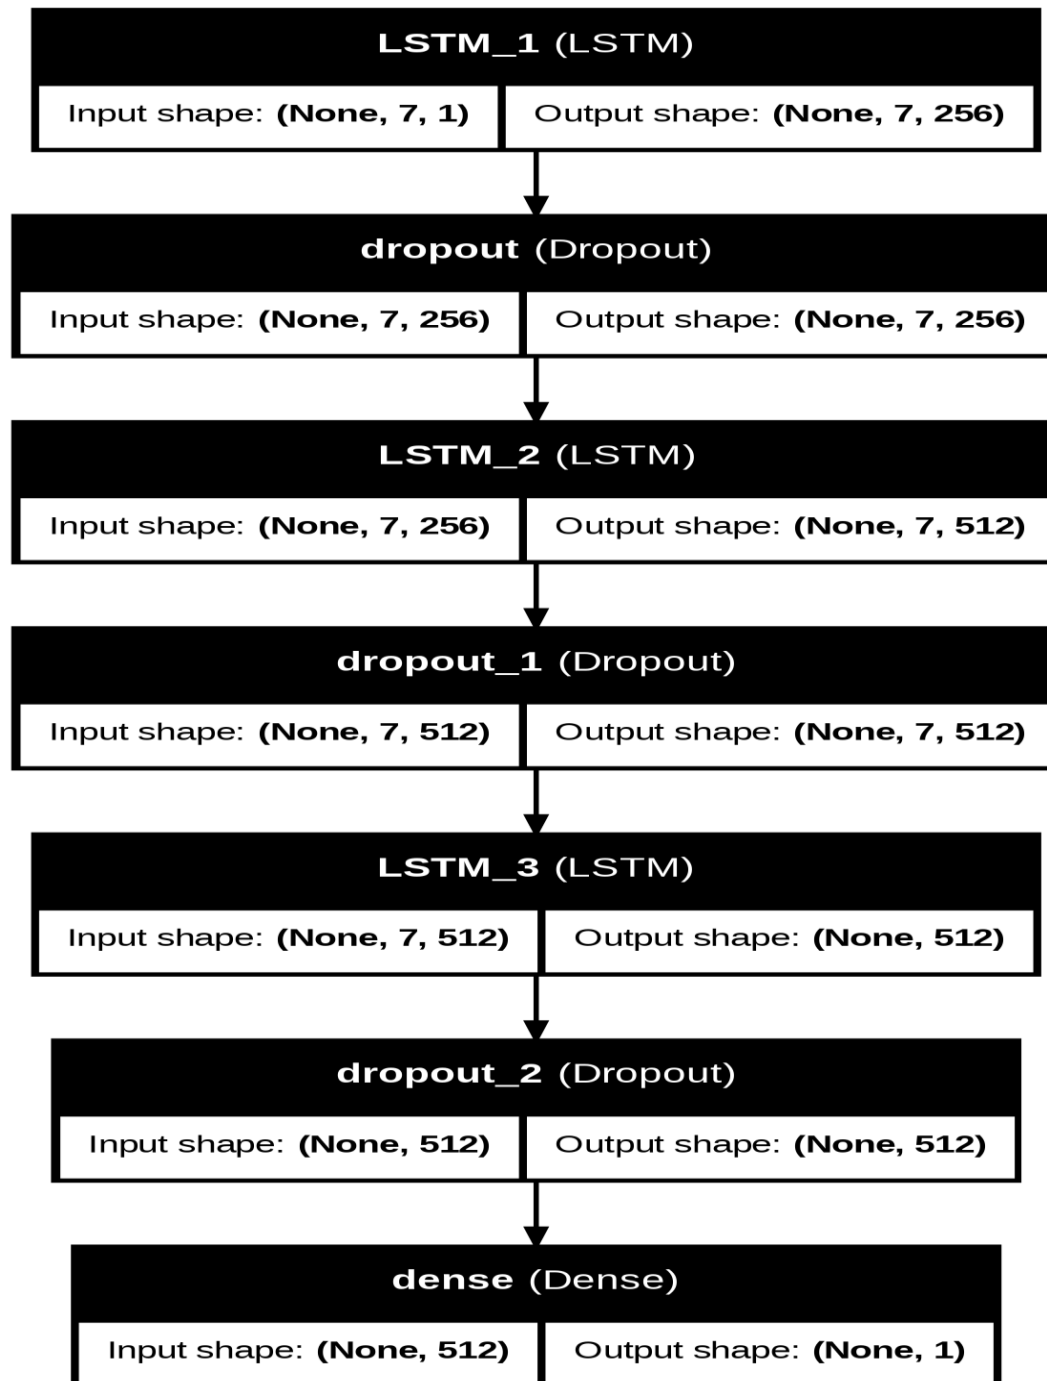 LSTM_1 (LSTM)
Input shape: (None, 7, 1) Output shape: (None, 7, 256)
dropout (Dropout)
Input shape: (None, 7, 256) Output shape: (None, 7, 256)
LSTM_2 (LSTM)
Input shape: (None, 7, 256) Output shape: (None, 7, 512)
dropout_1 (Dropout)
Input shape: (None, 7, 512) Output shape: (None, 7, 512)
LSTM_3 (LSTM)
Input shape: (None, 7, 512) Output shape: (None, 512)
dropout_2 (Dropout)
Input shape: (None, 512) Output shape: (None, 512)
dense (Dense)
Input shape: (None, 512) Output shape: (None, 1)